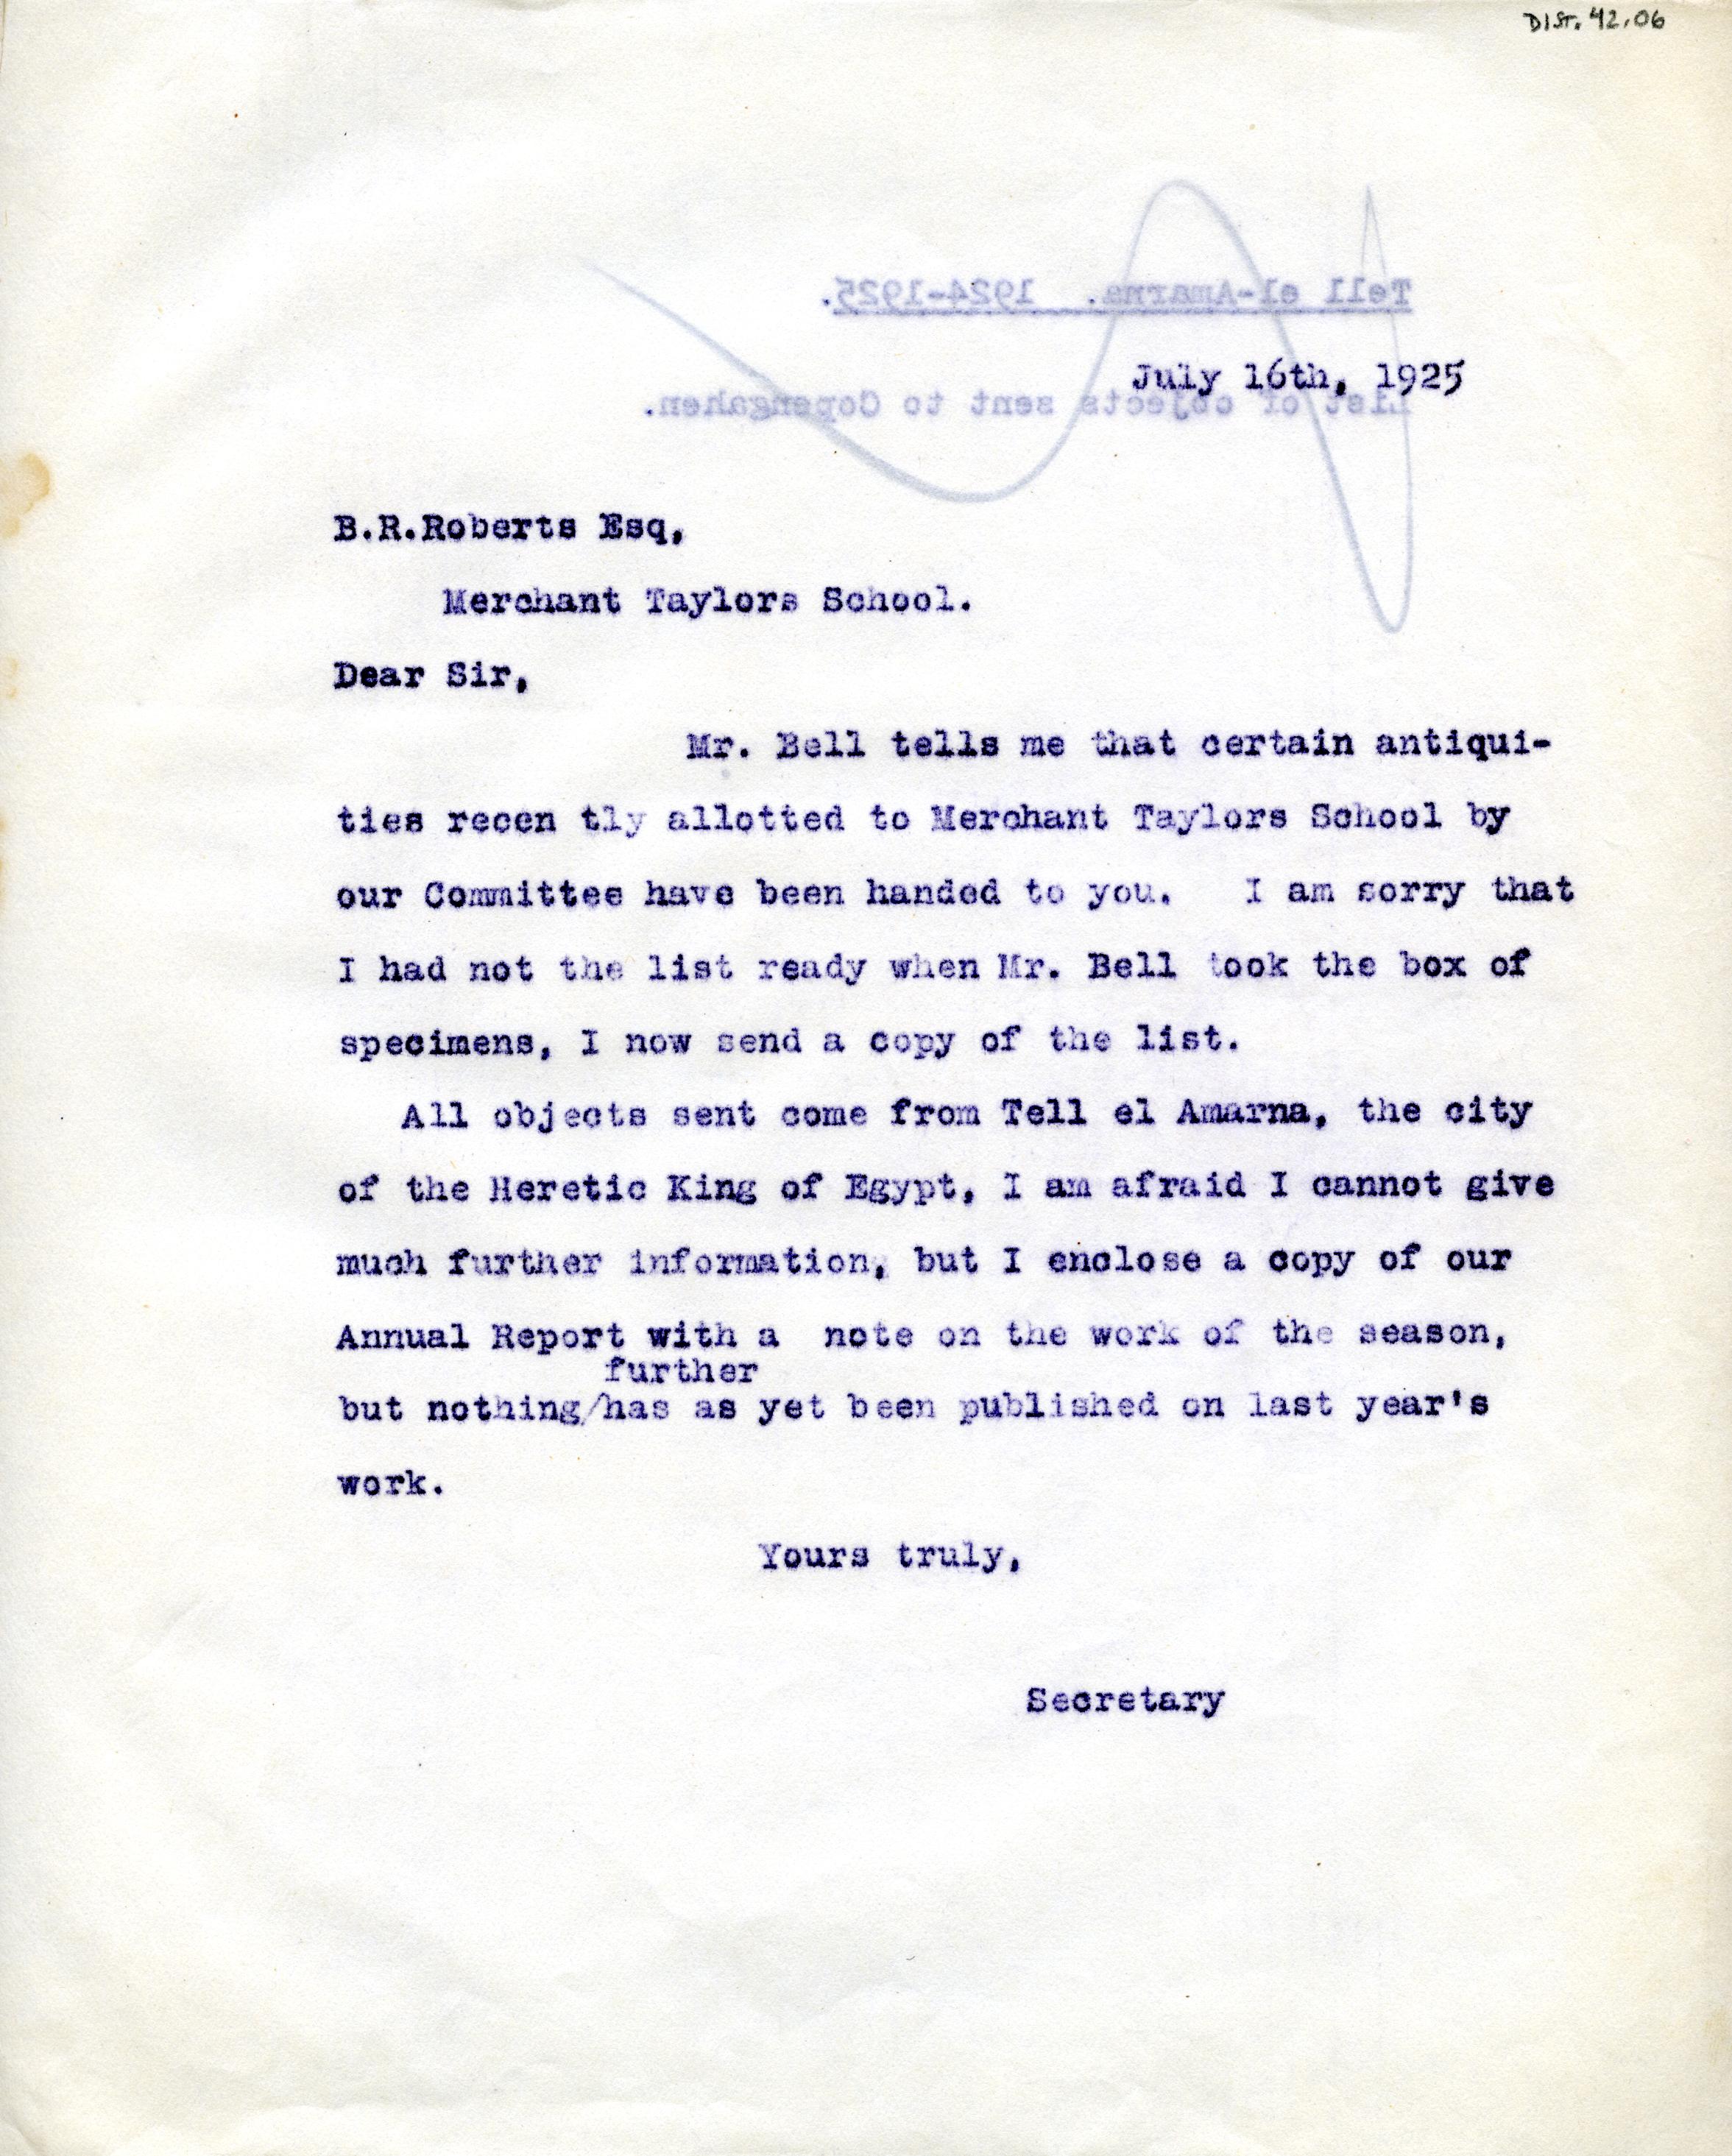 DIST. 42.06
Tell el-Amarna. 1924-1925.
July 16th, 1925
List of objects sent to Copengahen.
B.R.Roberts Esq,
Merchant Taylors School.
Dear Sir,
Mr. Bell tells me that certain antiqui-
ties recen tly allotted to Merchant Taylors School by
our Committee have been handed to you. I am sorry that
I had not the list ready when Mr. Bell took the box of
specimens, I now send a copy of the list.
All objects sent come from Tell el Amarna, the city
of the Heretic King of Egypt, I am afraid I cannot give
much further information, but I enclose a copy of our
Annual Report with a note on the work of the season,
further
but nothing/has as yet been published on last year's
work.
Yours truly,
Secretary